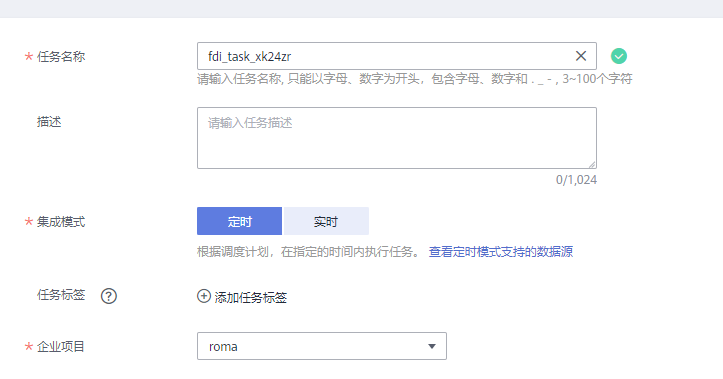 * 任务名称 fdi_task_xk24zr ×
请输入任务名称, 只能以字母、数字为开头，包含字母、数字和 . _ - , 3~100个字符
描述 请输入任务描述
0/1,024
* 集成模式 定时 实时
根据调度计划，在指定的时间内执行任务。 查看定时模式支持的数据源
任务标签 ? 添加任务标签
* 企业项目 roma